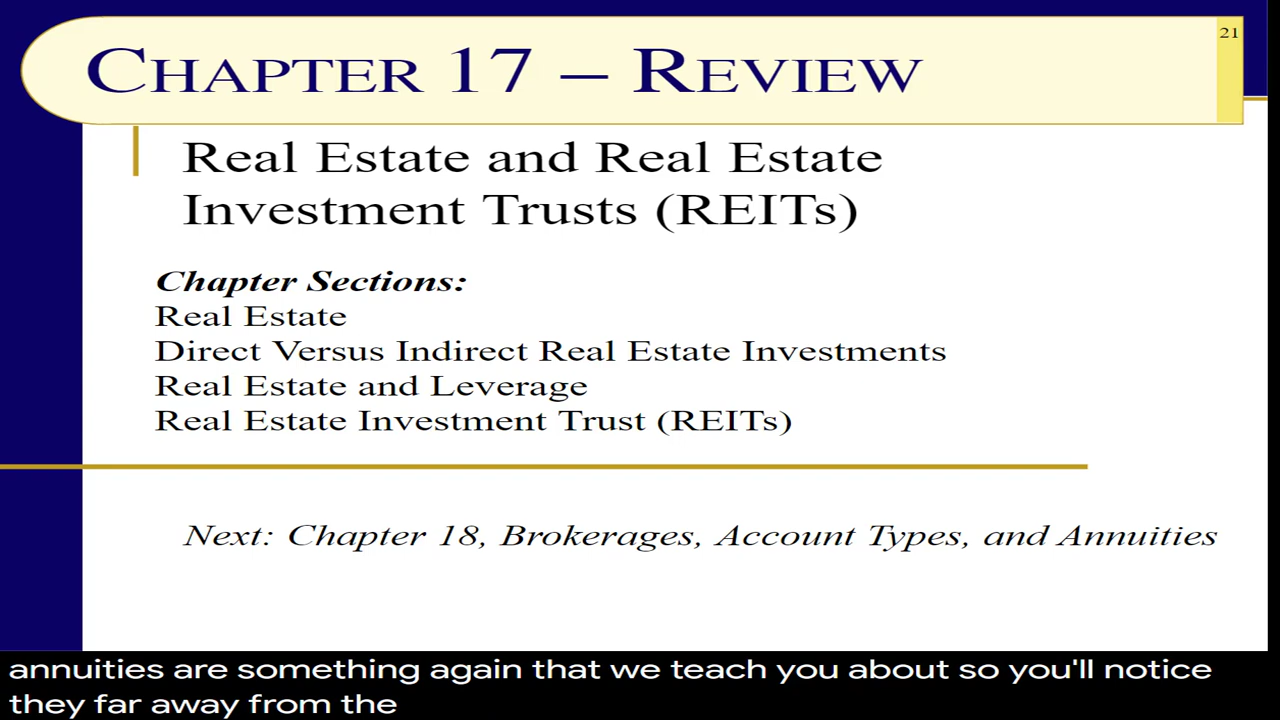 21
CHAPTER 17 – REVIEW
Real Estate and Real Estate
Investment Trusts (REITs)
Chapter Sections:
Real Estate
Direct Versus Indirect Real Estate Investments
Real Estate and Leverage
Real Estate Investment Trust (REITs)
Next: Chapter 18, Brokerages, Account Types, and Annuities
annuities are something again that we teach you about so you'll notice
they far away from the